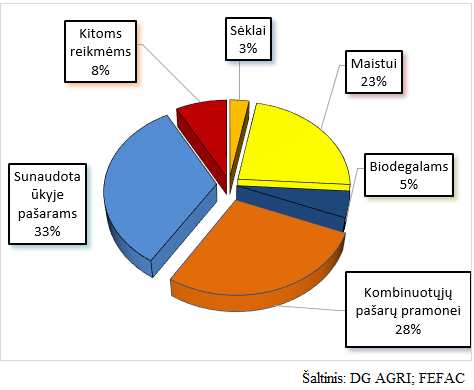 Sėklai
3%
Kitoms
reikmėms
8%
Maistui
23%
Biodegalams
5%
Sunaudota
ūkyje
pašarams
33%
Kombinuotųjų
pašarų pramonei
28%
Šaltinis: DG AGRI; FEFAC